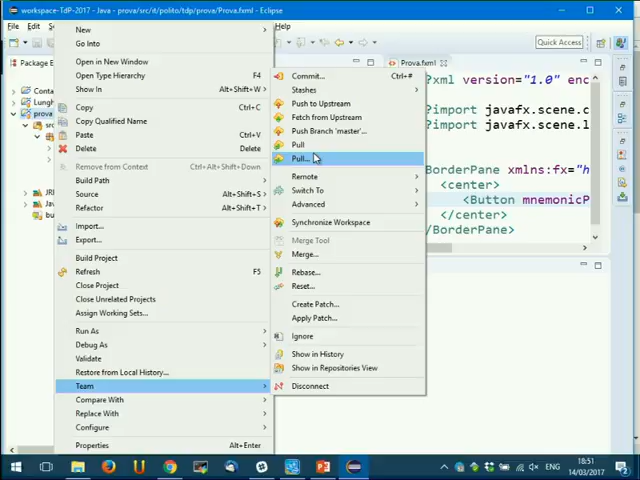 workspace-TdP-2017 - prova/src/it/polito/tdp/prova/Prova.fxml - Eclipse
File
Edit
Help
Quick Access
Package E
Prova.fxml
Conta
Lungh
prova
src
JRE
bu
New
Go Into
Open in New Window
Open Type Hierarchy F4
Show In Alt+Shift+W
Copy Ctrl+C
Copy Qualified Name
Paste Ctrl+V
Delete Delete
Remove from Context Ctrl+Alt+Shift+Down
Build Path
Source Alt+Shift+S
Refactor Alt+Shift+T
Import...
Export...
Build Project
Refresh F5
Close Project
Close Unrelated Projects
Assign Working Sets...
Run As
Debug As
Validate
Restore from Local History...
Team
Compare With
Replace With
Configure
Properties Alt+Enter
Commit... Ctrl+#
Stashes
Push to Upstream
Fetch from Upstream
Push Branch 'master'...
Pull
Pull...
Remote
Switch To
Advanced
Synchronize Workspace
Merge Tool
Merge...
Rebase...
Reset...
Create Patch...
Apply Patch...
Ignore
Show in History
Show in Repositories View
Disconnect
?xml version="1.0" enc
?import javafx.scene.l
?import javafx.scene.c
BorderPane xmlns:fx="h
<center>
<Button mnemonicP
</center>
/BorderPane>
ENG
18:51
14/03/2017